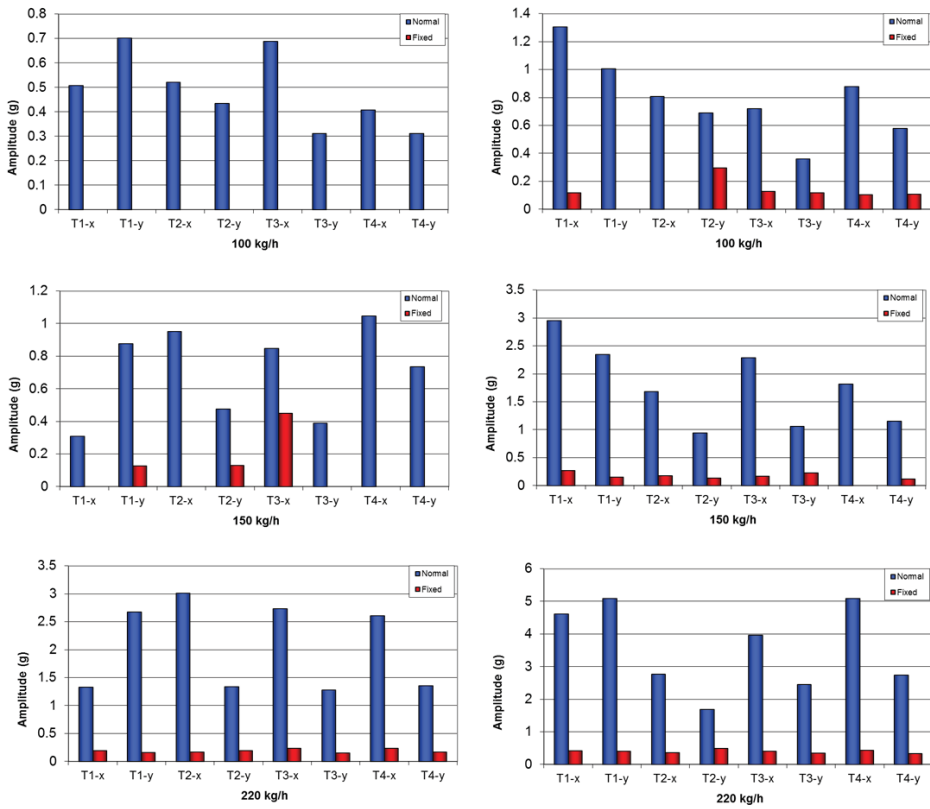 0.8
0.7
0.6
0.5
0.4
0.3
0.2
0.1
0
Amplitude (g)
Normal
Fixed
T1-x T1-y T2-x T2-y T3-x T3-y T4-x T4-y
100 kg/h
1.4
1.2
1
0.8
0.6
0.4
0.2
0
Amplitude (g)
Normal
Fixed
T1-x T1-y T2-x T2-y T3-x T3-y T4-x T4-y
100 kg/h
1.2
1
0.8
0.6
0.4
0.2
0
Amplitude (g)
Normal
Fixed
T1-x T1-y T2-x T2-y T3-x T3-y T4-x T4-y
150 kg/h
3.5
3
2.5
2
1.5
1
0.5
0
Amplitude (g)
Normal
Fixed
T1-x T1-y T2-x T2-y T3-x T3-y T4-x T4-y
150 kg/h
3.5
3
2.5
2
1.5
1
0.5
0
Amplitude (g)
Normal
Fixed
T1-x T1-y T2-x T2-y T3-x T3-y T4-x T4-y
220 kg/h
6
5
4
3
2
1
0
Amplitude (g)
Normal
Fixed
T1-x T1-y T2-x T2-y T3-x T3-y T4-x T4-y
220 kg/h